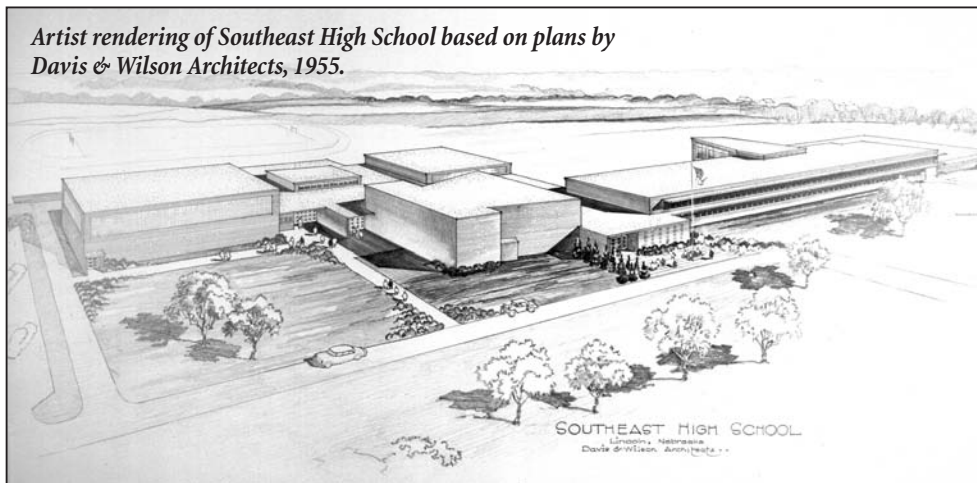 Artist rendering of Southeast High School based on plans by
Davis & Wilson Architects, 1955.
SOUTHEAST HIGH SCHOOL
Lincoln, Nebraska
Davis & Wilson Architects